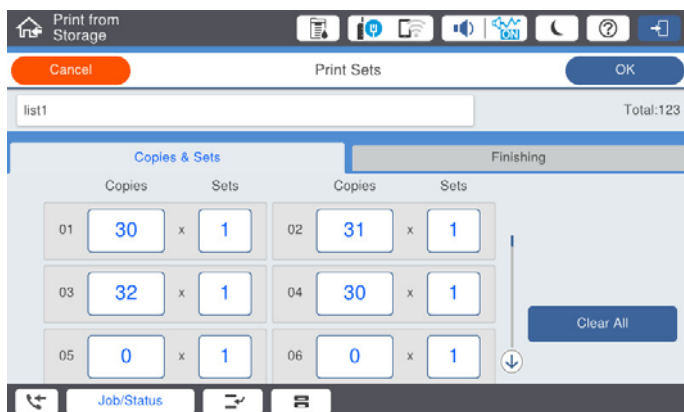 Print from
Storage
ON
?
Cancel
Print Sets
OK
list1
Total:123
Copies & Sets
Finishing
Copies Sets Copies Sets
01 30 x 1 02 31 x 1
03 32 x 1 04 30 x 1
Clear All
05 0 x 1 06 0 x 1
Job/Status